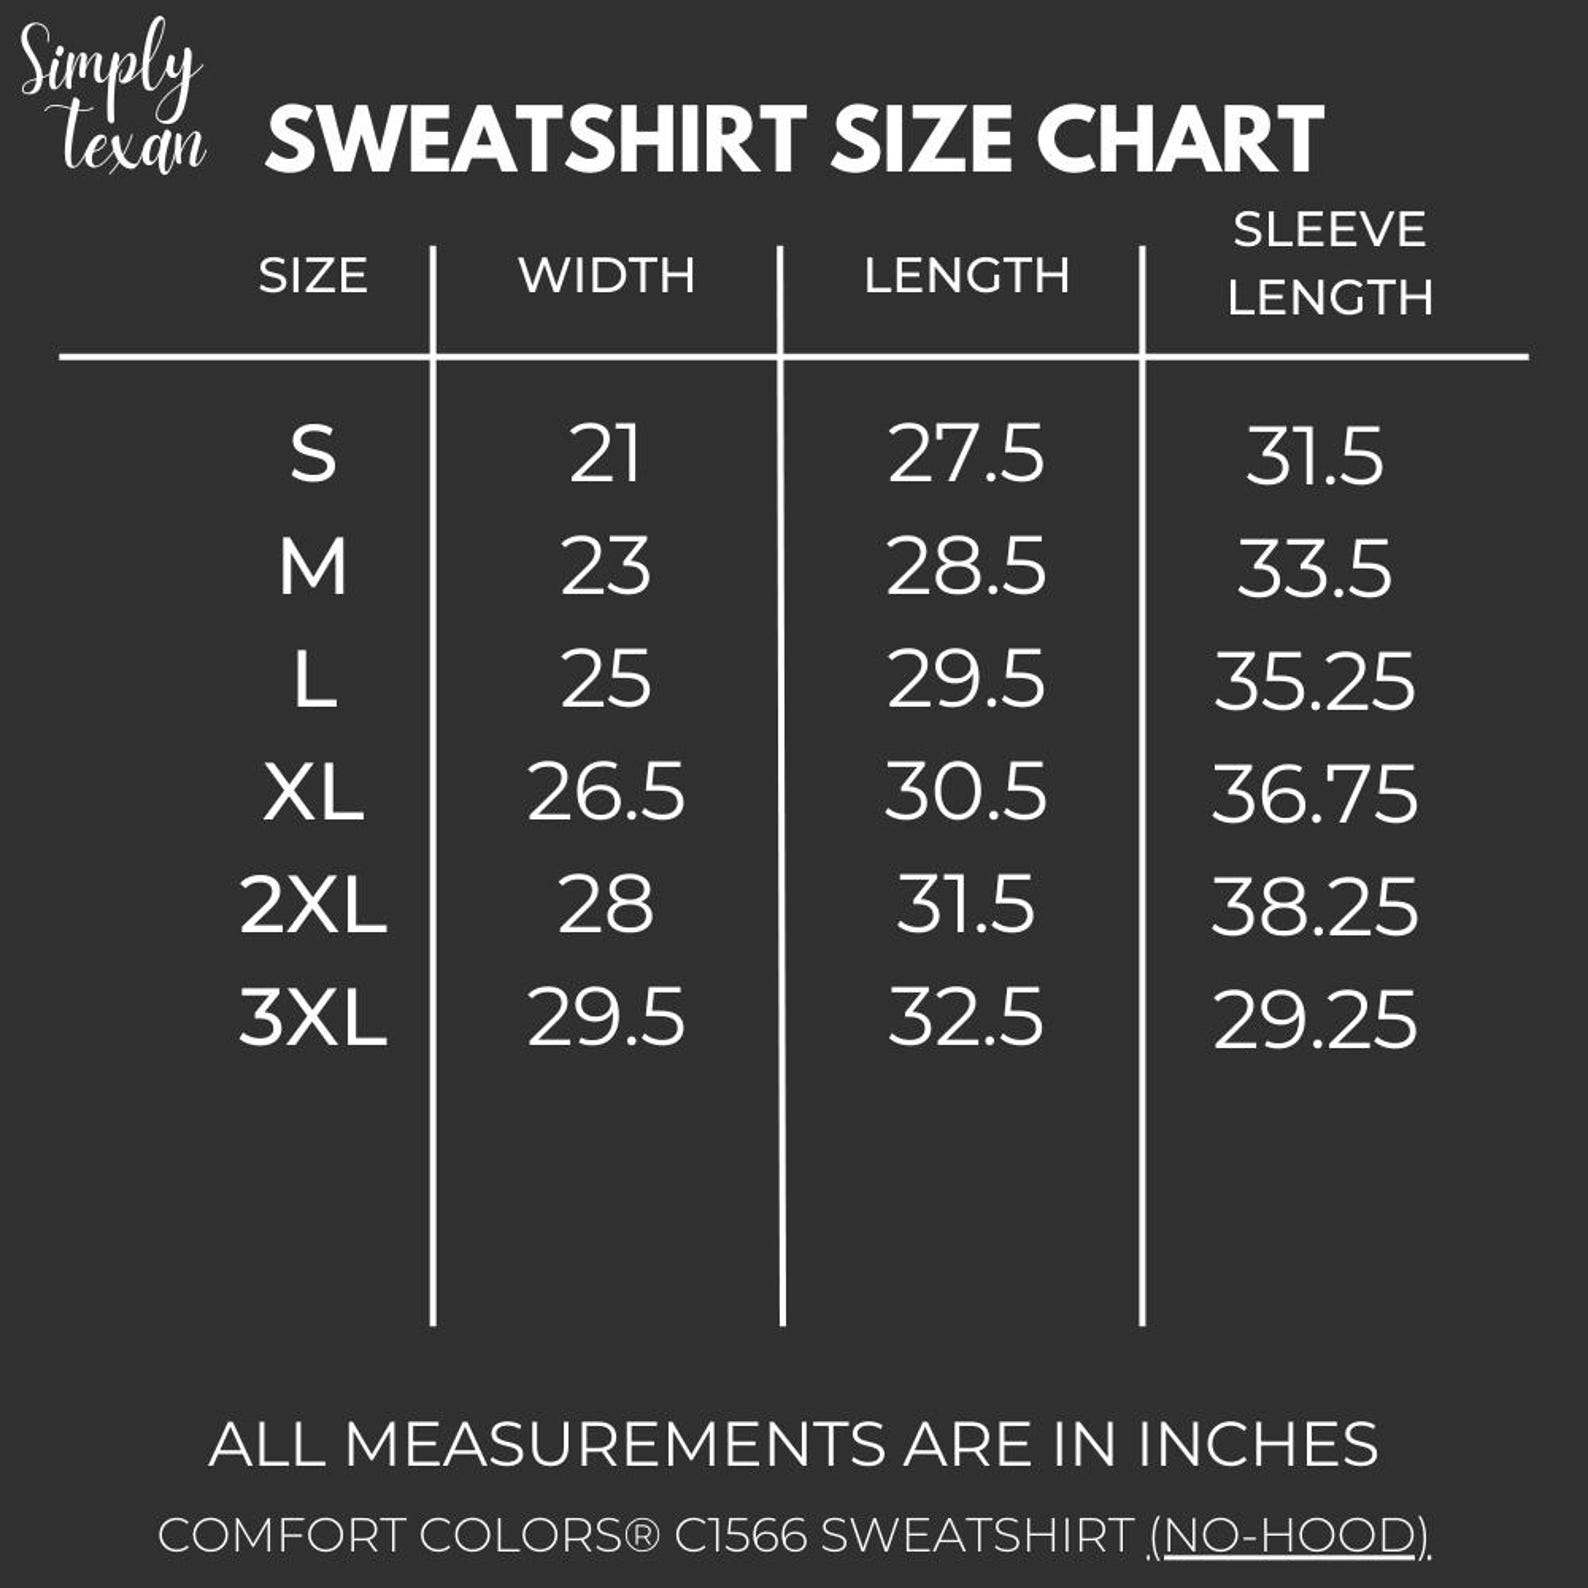 Simply
texan
SWEATSHIRT SIZE CHART
SIZE WIDTH LENGTH SLEEVE LENGTH
S 21 27.5 31.5
M 23 28.5 33.5
L 25 29.5 35.25
XL 26.5 30.5 36.75
2XL 28 31.5 38.25
3XL 29.5 32.5 29.25
ALL MEASUREMENTS ARE IN INCHES
COMFORT COLORS® C1566 SWEATSHIRT (NO-HOOD)